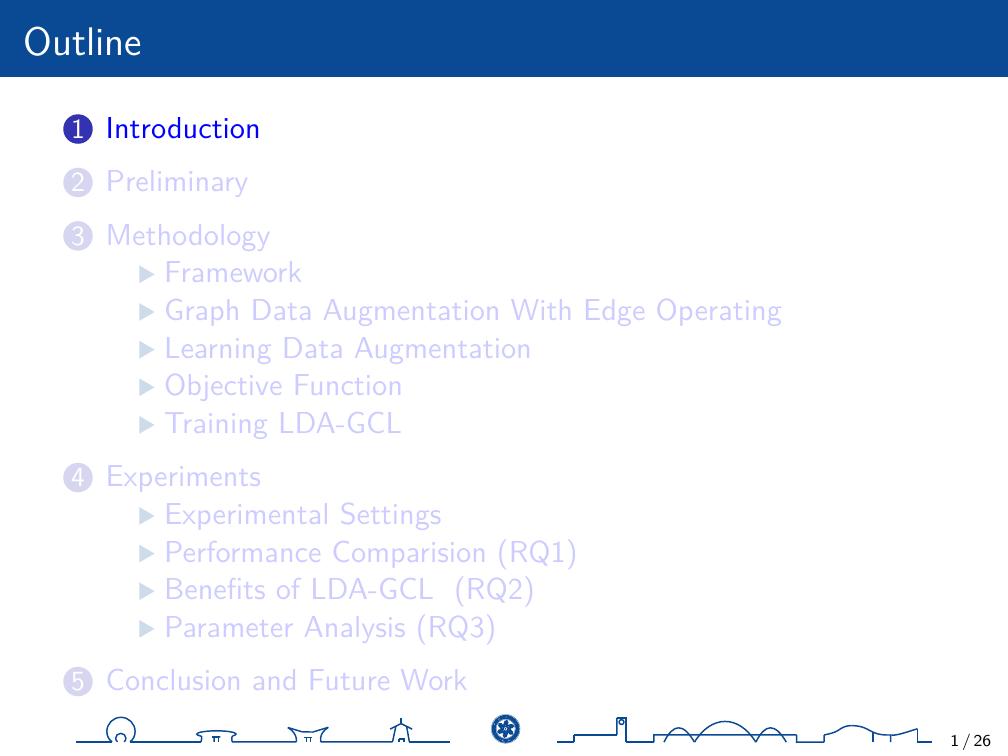 Outline
1 Introduction
2 Preliminary
3 Methodology
▶ Framework
▶ Graph Data Augmentation With Edge Operating
▶ Learning Data Augmentation
▶ Objective Function
▶ Training LDA-GCL
4 Experiments
▶ Experimental Settings
▶ Performance Comparision (RQ1)
▶ Benefits of LDA-GCL (RQ2)
▶ Parameter Analysis (RQ3)
5 Conclusion and Future Work
1 / 26